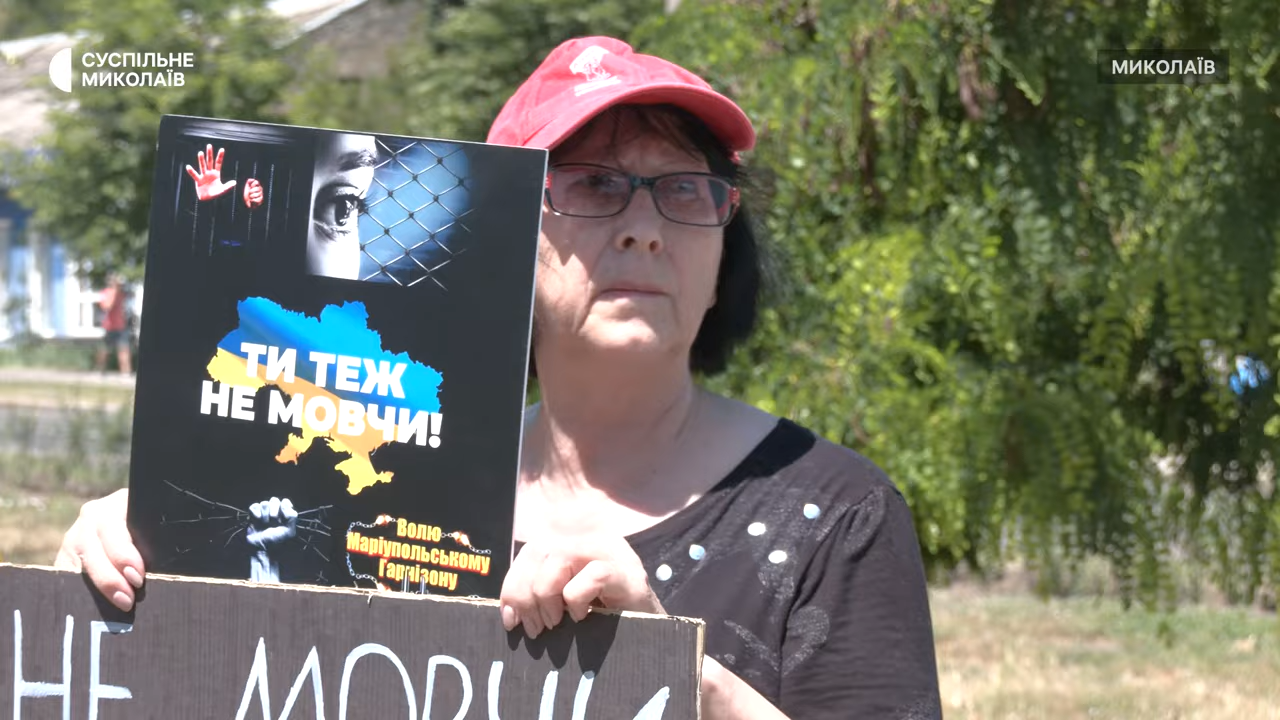 СУСПІЛЬНЕ
МИКОЛАЇВ
МИКОЛАЇВ
ТИ ТЕЖ
НЕ МОВЧИ!
Волю
Маріупольському
Гарнізону
НЕ МОВЧИ